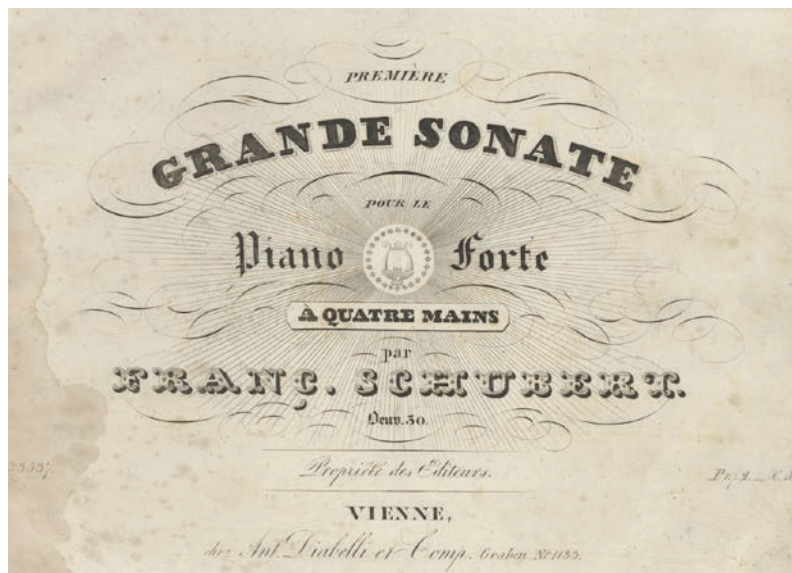 PREMIÈRE
GRANDE SONATE
POUR LE
Piano Forte
À QUATRE MAINS
par
FRANÇ. SCHUBERT.
Oeuv. 30.
Propriété des Editeurs.
VIENNE,
chez Ant. Diabelli et Comp. Graben No 1133.